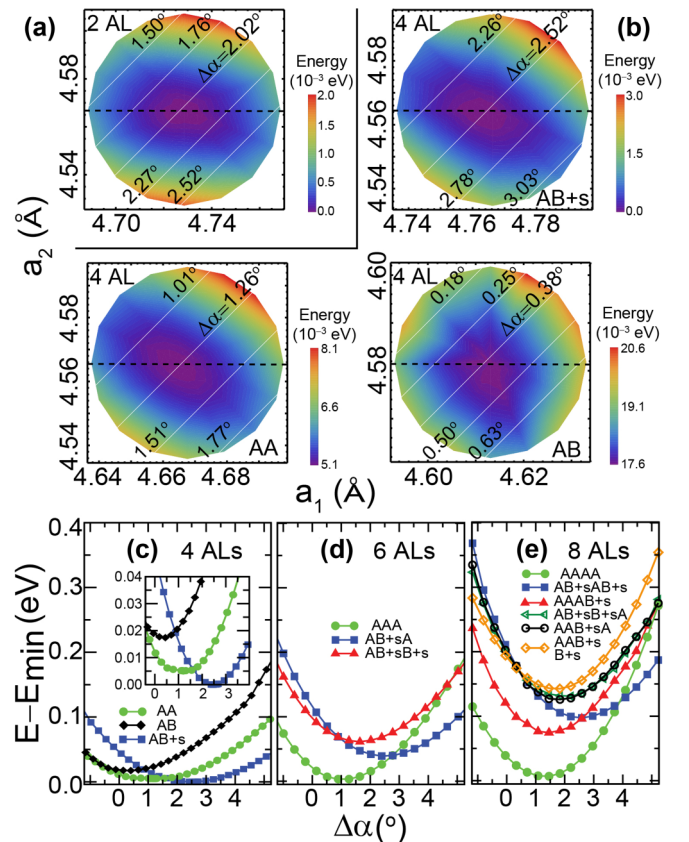 (a)
2 AL
1.50°
1.76°
Δα=2.02°
2.27°
2.52°
4.58
4.54
4.70
4.74
Energy
(10⁻³ eV)
2.0
1.0
0.0
(b)
4 AL
2.26°
Δα=2.52°
2.78°
3.03°
AB+s
4.58
4.56
4.54
4.74
4.76
4.78
Energy
(10⁻³ eV)
3.0
1.5
0.0
a₂ (Å)
4 AL
1.01°
Δα=1.26°
1.51°
1.77°
AA
4.58
4.56
4.54
4.64
4.66
4.68
Energy
(10⁻³ eV)
8.1
6.6
5.1
4 AL
0.18°
0.25°
Δα=0.38°
0.50°
0.63°
AB
4.60
4.58
4.60
4.62
Energy
(10⁻³ eV)
20.6
19.1
17.6
a₁ (Å)
E−Emin (eV)
0.4
0.3
0.2
0.1
0.0
(c) 4 ALs
0.04
0.03
0.02
0.01
0.00
0 1 2 3
AA
AB
AB+s
0 1 2 3 4
(d) 6 ALs
AAA
AB+sA
AB+sB+s
0 1 2 3 4
(e) 8 ALs
AAAA
AB+sAB+s
AAAB+s
AB+sB+sA
AAB+sA
AAB+s
B+s
0 1 2 3 4
Δα(°)